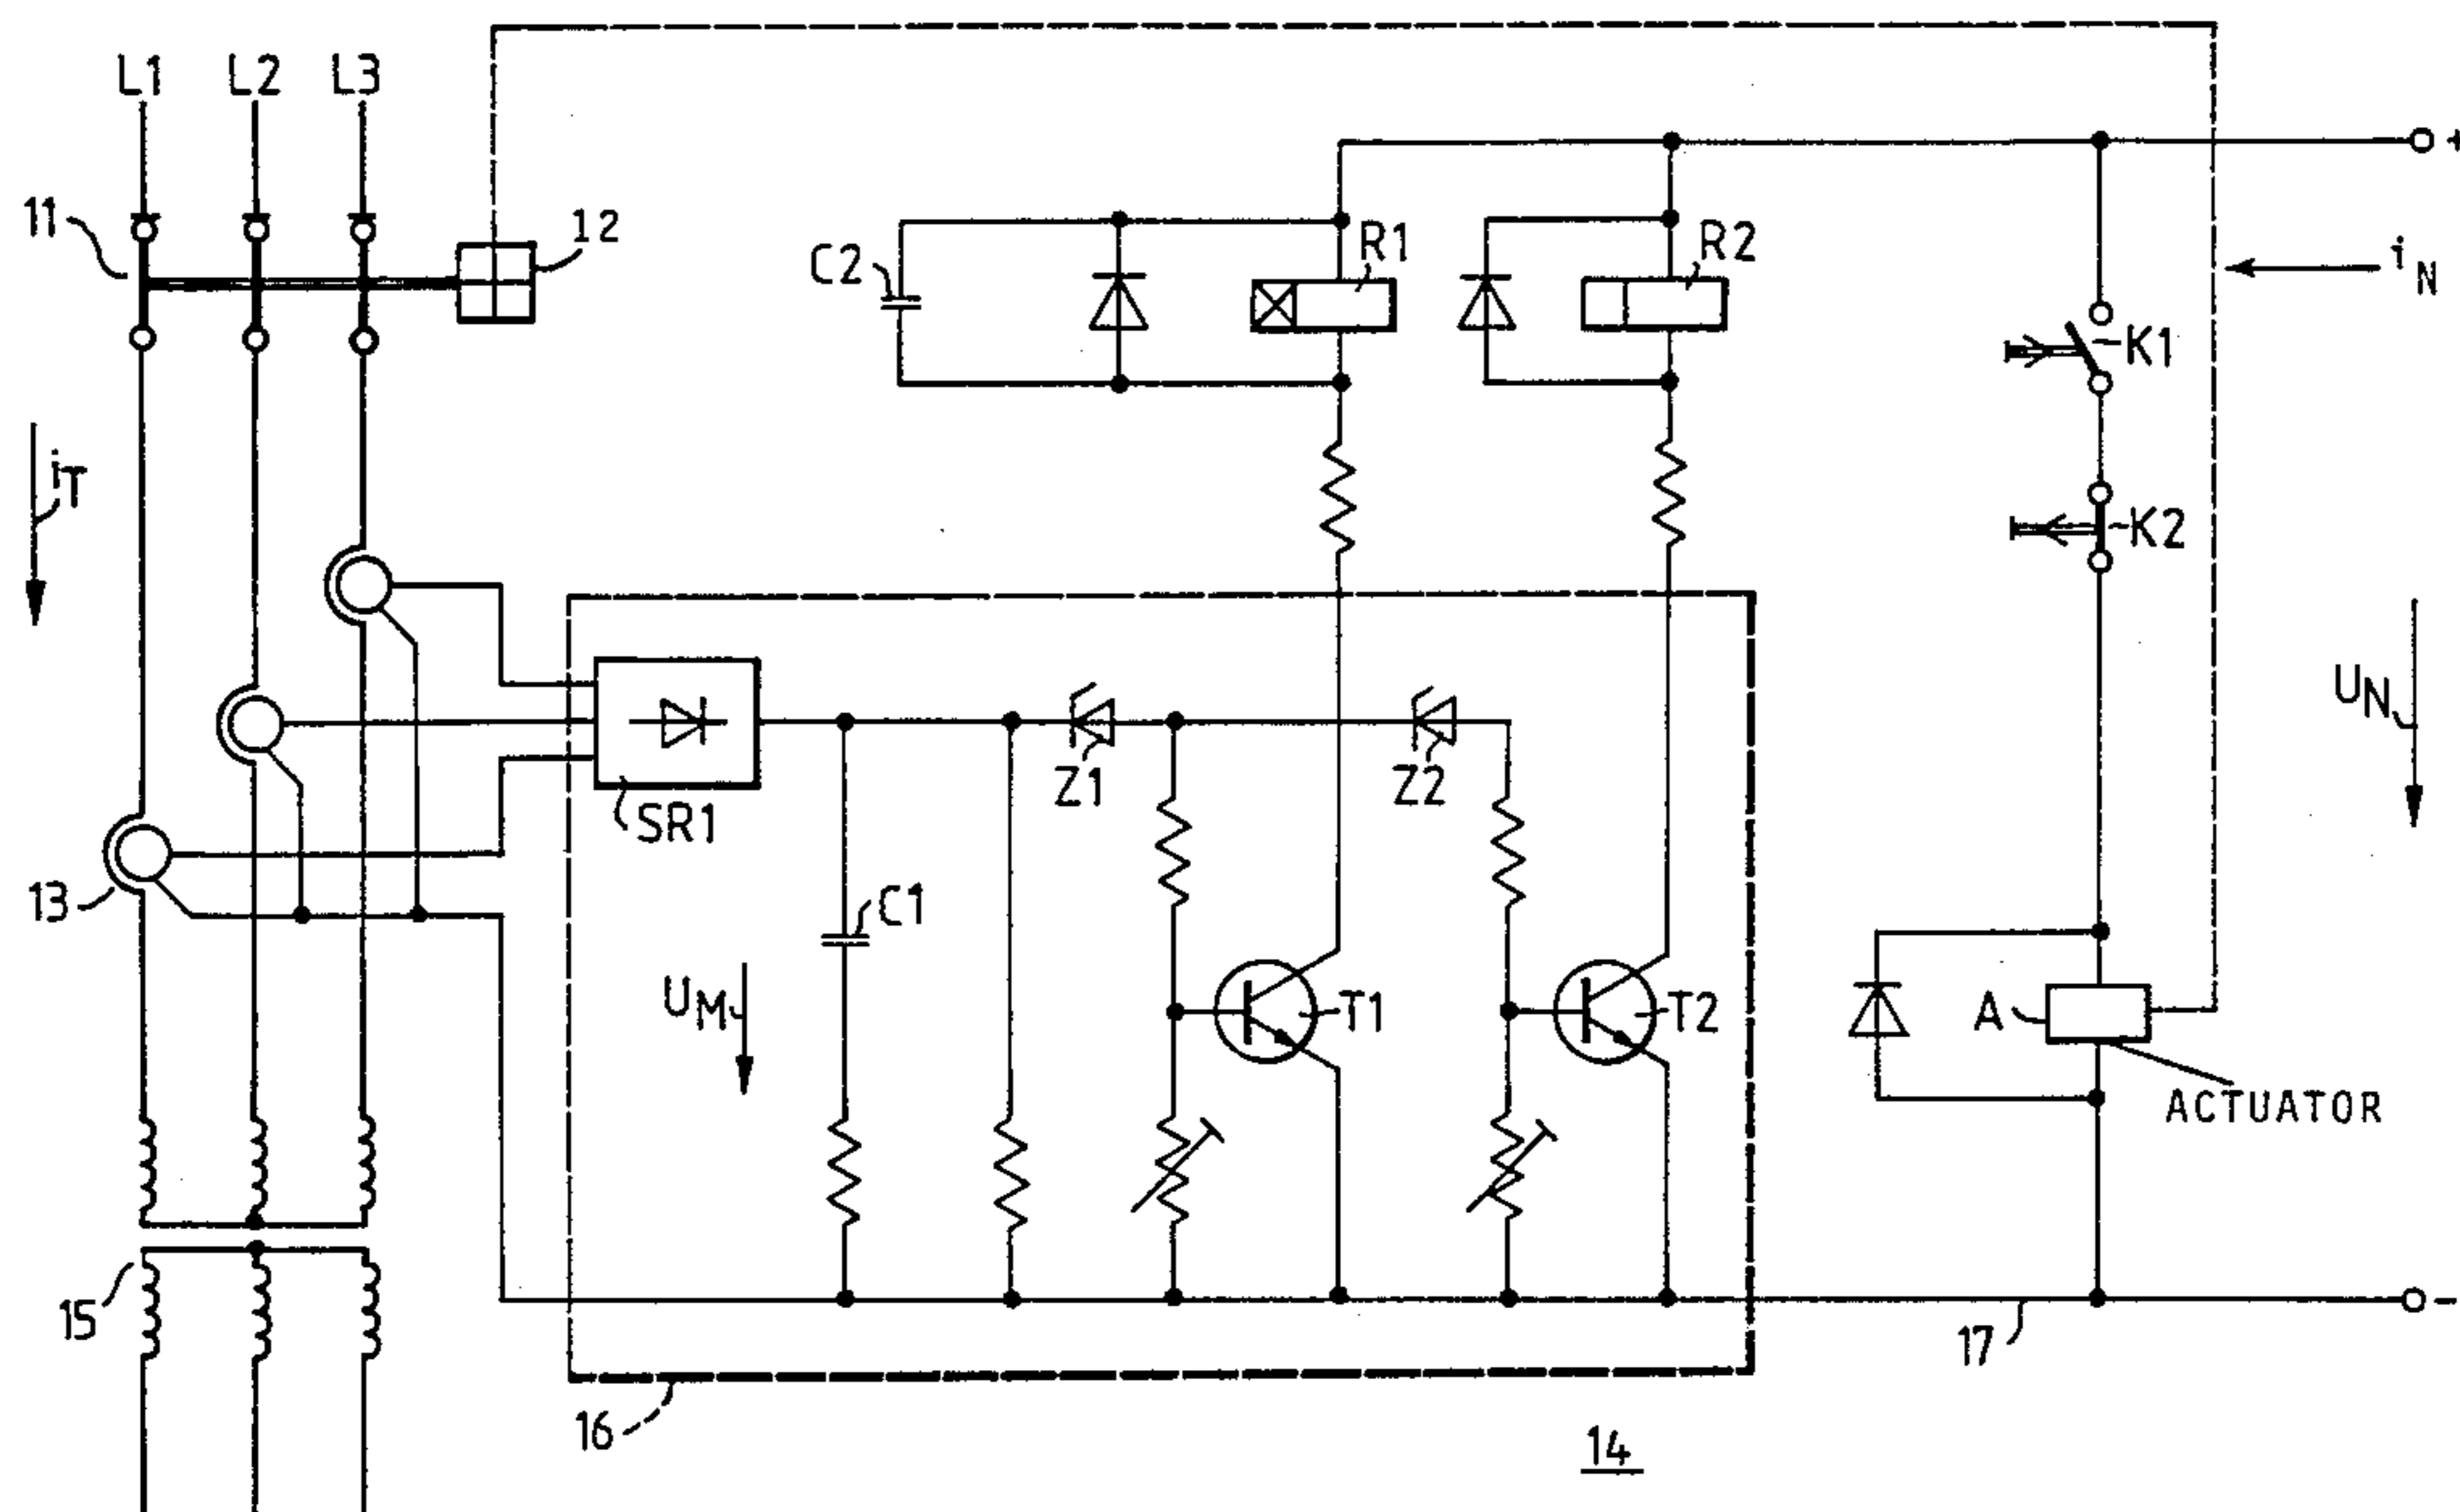 L1 L2 L3
11
12
C2
R1
R2
iN
K1
iT
K2
UN
SR1
Z1
Z2
13
C1
UM
T1
T2
A
ACTUATOR
15
17
16
14
+
-